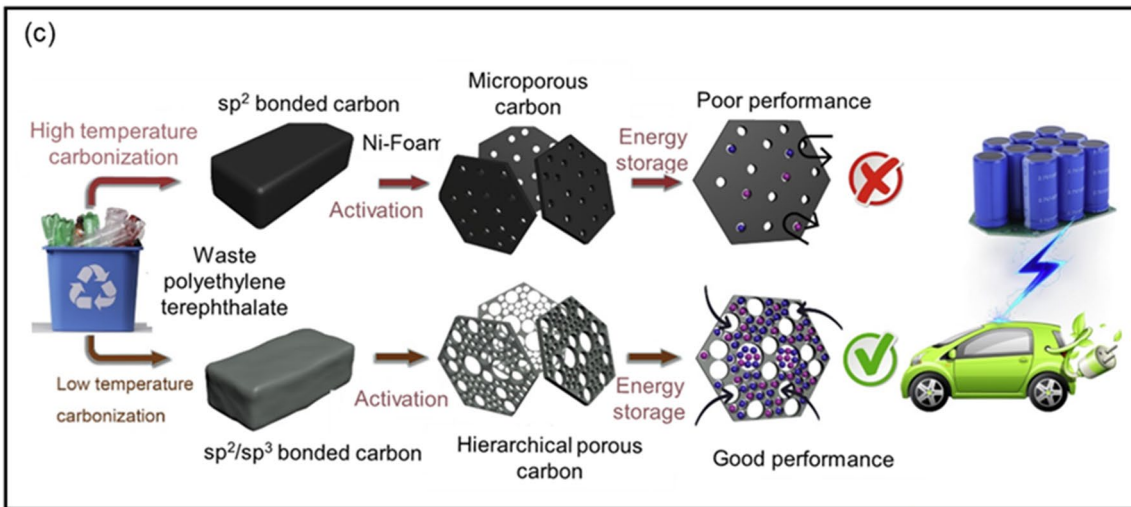 (c)
sp² bonded carbon
High temperature
carbonization
Ni-Foam
Activation
Microporous
carbon
Energy
storage
Poor performance
Waste
polyethylene
terephthalate
Low temperature
carbonization
sp²/sp³ bonded carbon
Activation
Hierarchical porous
carbon
Energy
storage
Good performance